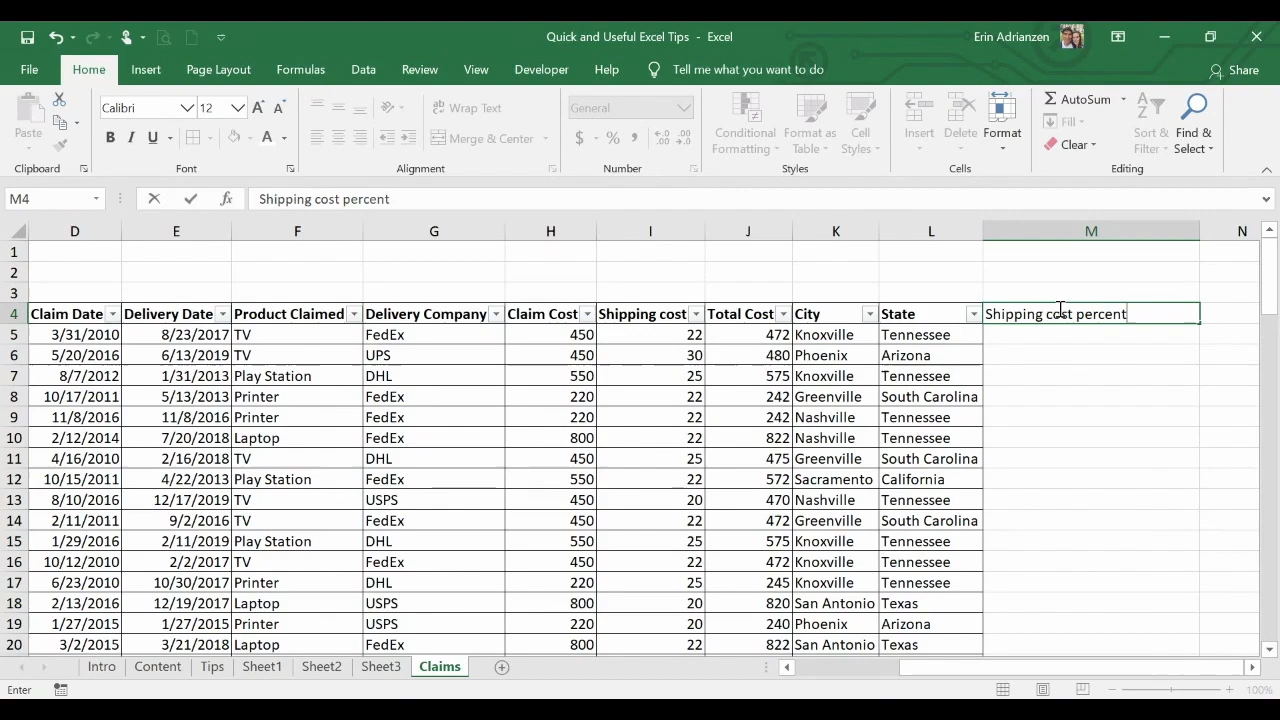 Quick and Useful Excel Tips - Excel Erin Adrianzen
File Home Insert Page Layout Formulas Data Review View Developer Help Tell me what you want to do Share
Paste Calibri 12 Wrap Text General Conditional Formatting Format as Table Cell Styles Insert Delete Format AutoSum Sort & Filter Find & Select
B I U A Merge & Center $ % Fill Clear
Clipboard Font Alignment Number Styles Cells Editing
M4 fx Shipping cost percent
D E F G H I J K L M N
1
2
3
4 Claim Date Delivery Date Product Claimed Delivery Company Claim Cost Shipping cost Total Cost City State Shipping cost percent
5 3/31/2010 8/23/2017 TV FedEx 450 22 472 Knoxville Tennessee
6 5/20/2016 6/13/2019 TV UPS 450 30 480 Phoenix Arizona
7 8/7/2012 1/31/2013 Play Station DHL 550 25 575 Knoxville Tennessee
8 10/17/2011 5/13/2013 Printer FedEx 220 22 242 Greenville South Carolina
9 11/8/2016 11/8/2016 Printer FedEx 220 22 242 Nashville Tennessee
10 2/12/2014 7/20/2018 Laptop FedEx 800 22 822 Nashville Tennessee
11 4/16/2010 2/16/2018 TV DHL 450 25 475 Greenville South Carolina
12 10/15/2011 4/22/2013 Play Station FedEx 550 22 572 Sacramento California
13 8/10/2016 12/17/2019 TV USPS 450 20 470 Nashville Tennessee
14 2/11/2011 9/2/2016 TV FedEx 450 22 472 Greenville South Carolina
15 1/29/2016 2/11/2019 Play Station DHL 550 25 575 Knoxville Tennessee
16 10/12/2010 2/2/2017 TV FedEx 450 22 472 Knoxville Tennessee
17 6/23/2010 10/30/2017 Printer DHL 220 25 245 Knoxville Tennessee
18 2/13/2016 12/19/2017 Laptop USPS 800 20 820 San Antonio Texas
19 1/27/2015 1/27/2015 Printer USPS 220 20 240 Phoenix Arizona
20 3/2/2015 3/21/2018 Laptop FedEx 800 22 822 San Antonio Texas
Intro Content Tips Sheet1 Sheet2 Sheet3 Claims
Enter 100%